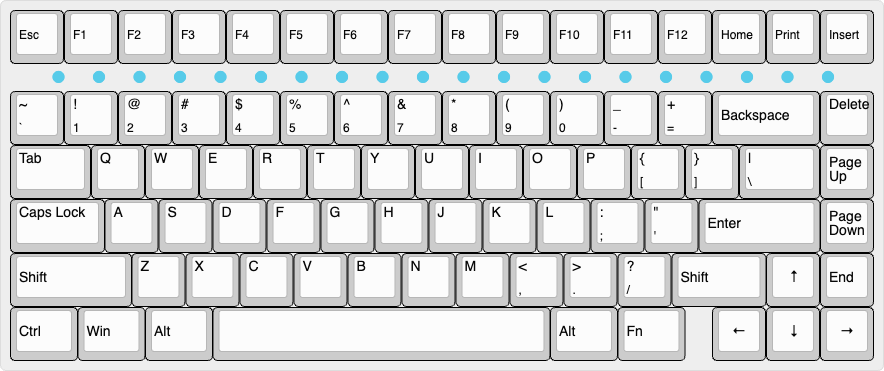 Esc F1 F2 F3 F4 F5 F6 F7 F8 F9 F10 F11 F12 Home Print Insert
~ ! @ # $ % ^ & * ( ) _ + Backspace Delete
` 1 2 3 4 5 6 7 8 9 0 - =
Tab Q W E R T Y U I O P { } | Page
[ ] \ Up
Caps Lock A S D F G H J K L : " Enter Page
; ' Down
Shift Z X C V B N M < > ? Shift ↑ End
, . /
Ctrl Win Alt Alt Fn ← ↓ →